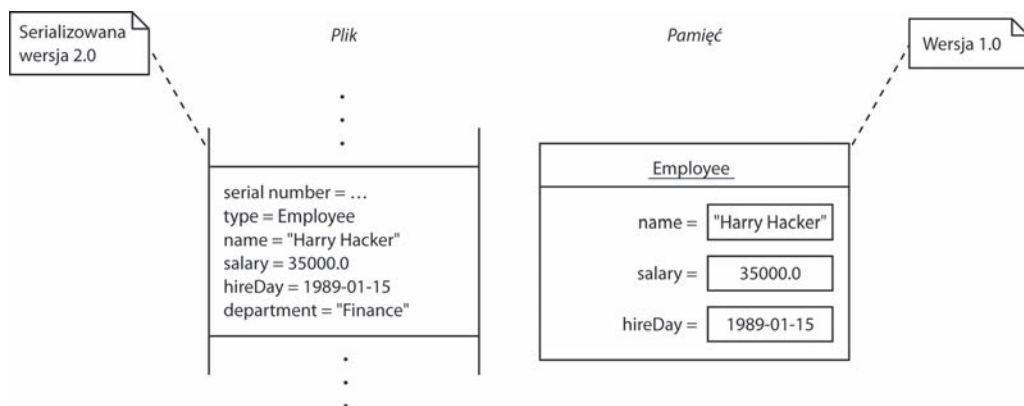 Serializowana
wersja 2.0
Plik
Pamięć
Wersja 1.0
serial number = …
type = Employee
name = "Harry Hacker"
salary = 35000.0
hireDay = 1989-01-15
department = "Finance"
Employee
name = "Harry Hacker"
salary = 35000.0
hireDay = 1989-01-15